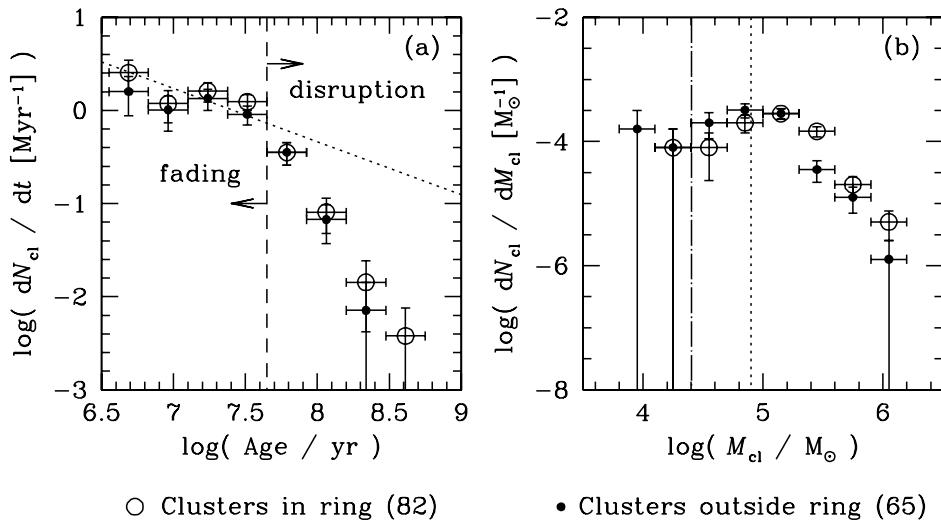 log( dN_cl / dt [Myr⁻¹] )
1
0
−1
−2
−3
(a)
disruption
fading
6.5 7 7.5 8 8.5 9
log( Age / yr )
log( dN_cl / dM_cl [M_⊙⁻¹] )
0
−2
−4
−6
−8
(b)
4 5 6
log( M_cl / M_⊙ )
Clusters in ring (82)
Clusters outside ring (65)